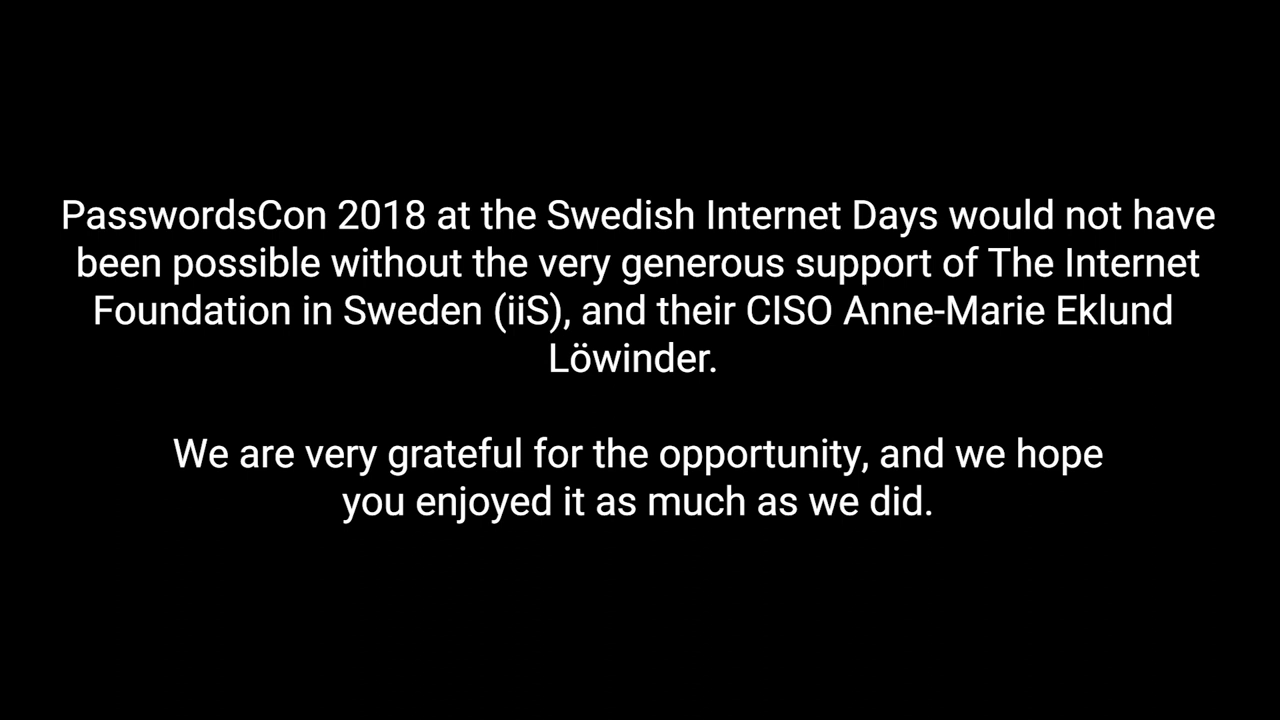 PasswordsCon 2018 at the Swedish Internet Days would not have
been possible without the very generous support of The Internet
Foundation in Sweden (iiS), and their CISO Anne-Marie Eklund
Löwinder.
We are very grateful for the opportunity, and we hope
you enjoyed it as much as we did.